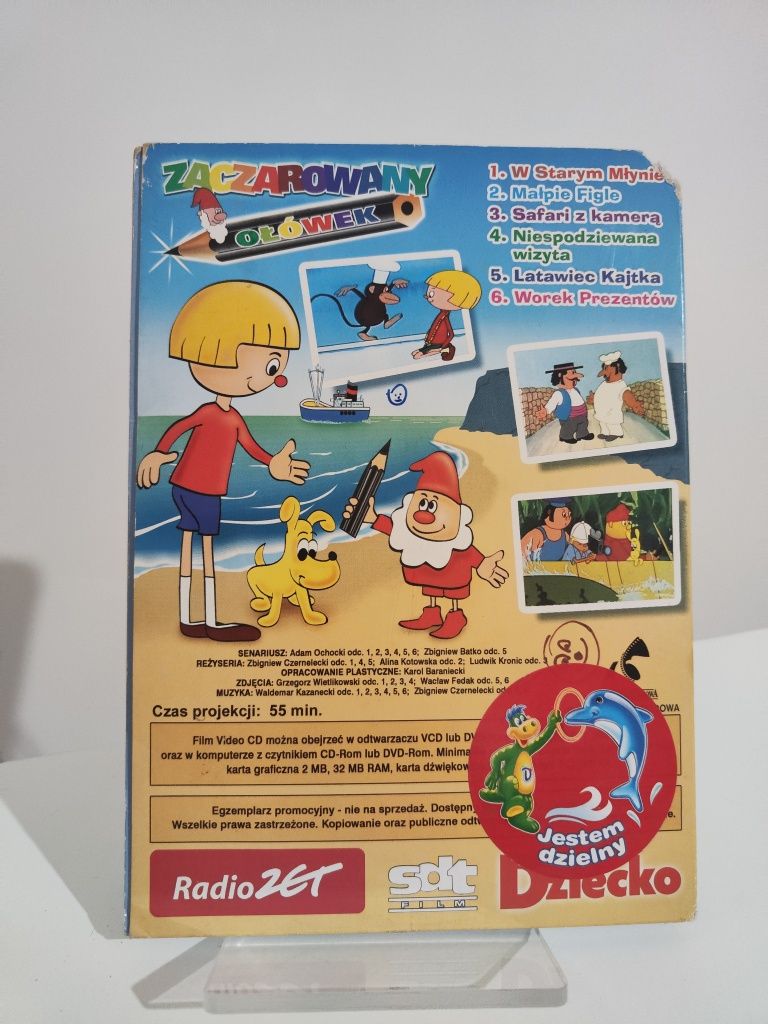 ZACZAROWANY
OŁÓWEK
1. W Starym Młynie
2. Małpie Figle
3. Safari z kamerą
4. Niespodziewana
wizyta
5. Latawiec Kajtka
6. Worek Prezentów
SENARIUSZ: Adam Ochocki odc. 1, 2, 3, 4, 5, 6; Zbigniew Batko odc. 5
REŻYSERIA: Zbigniew Czernelecki odc. 1, 4, 5; Alina Kotowska odc. 2; Ludwik Kronic odc. 3
OPRACOWANIE PLASTYCZNE: Karol Baraniecki
ZDJĘCIA: Grzegorz Wietlikowski odc. 1, 2, 3, 4; Wacław Fedak odc. 5, 6
MUZYKA: Waldemar Kazanecki odc. 1, 2, 3, 4, 5, 6; Zbigniew Czernelecki
Czas projekcji: 55 min.
Film Video CD można obejrzeć w odtwarzaczu VCD lub
oraz w komputerze z czytnikiem CD-Rom lub DVD-Rom.
karta graficzna 2 MB, 32 MB RAM, karta
Egzemplarz promocyjny - nie na sprzedaż.
Wszelkie prawa zastrzeżone. Kopiowanie oraz publiczne
D
Jestem
dzielny
Radio ZET
sdt
FILM
Dziecko